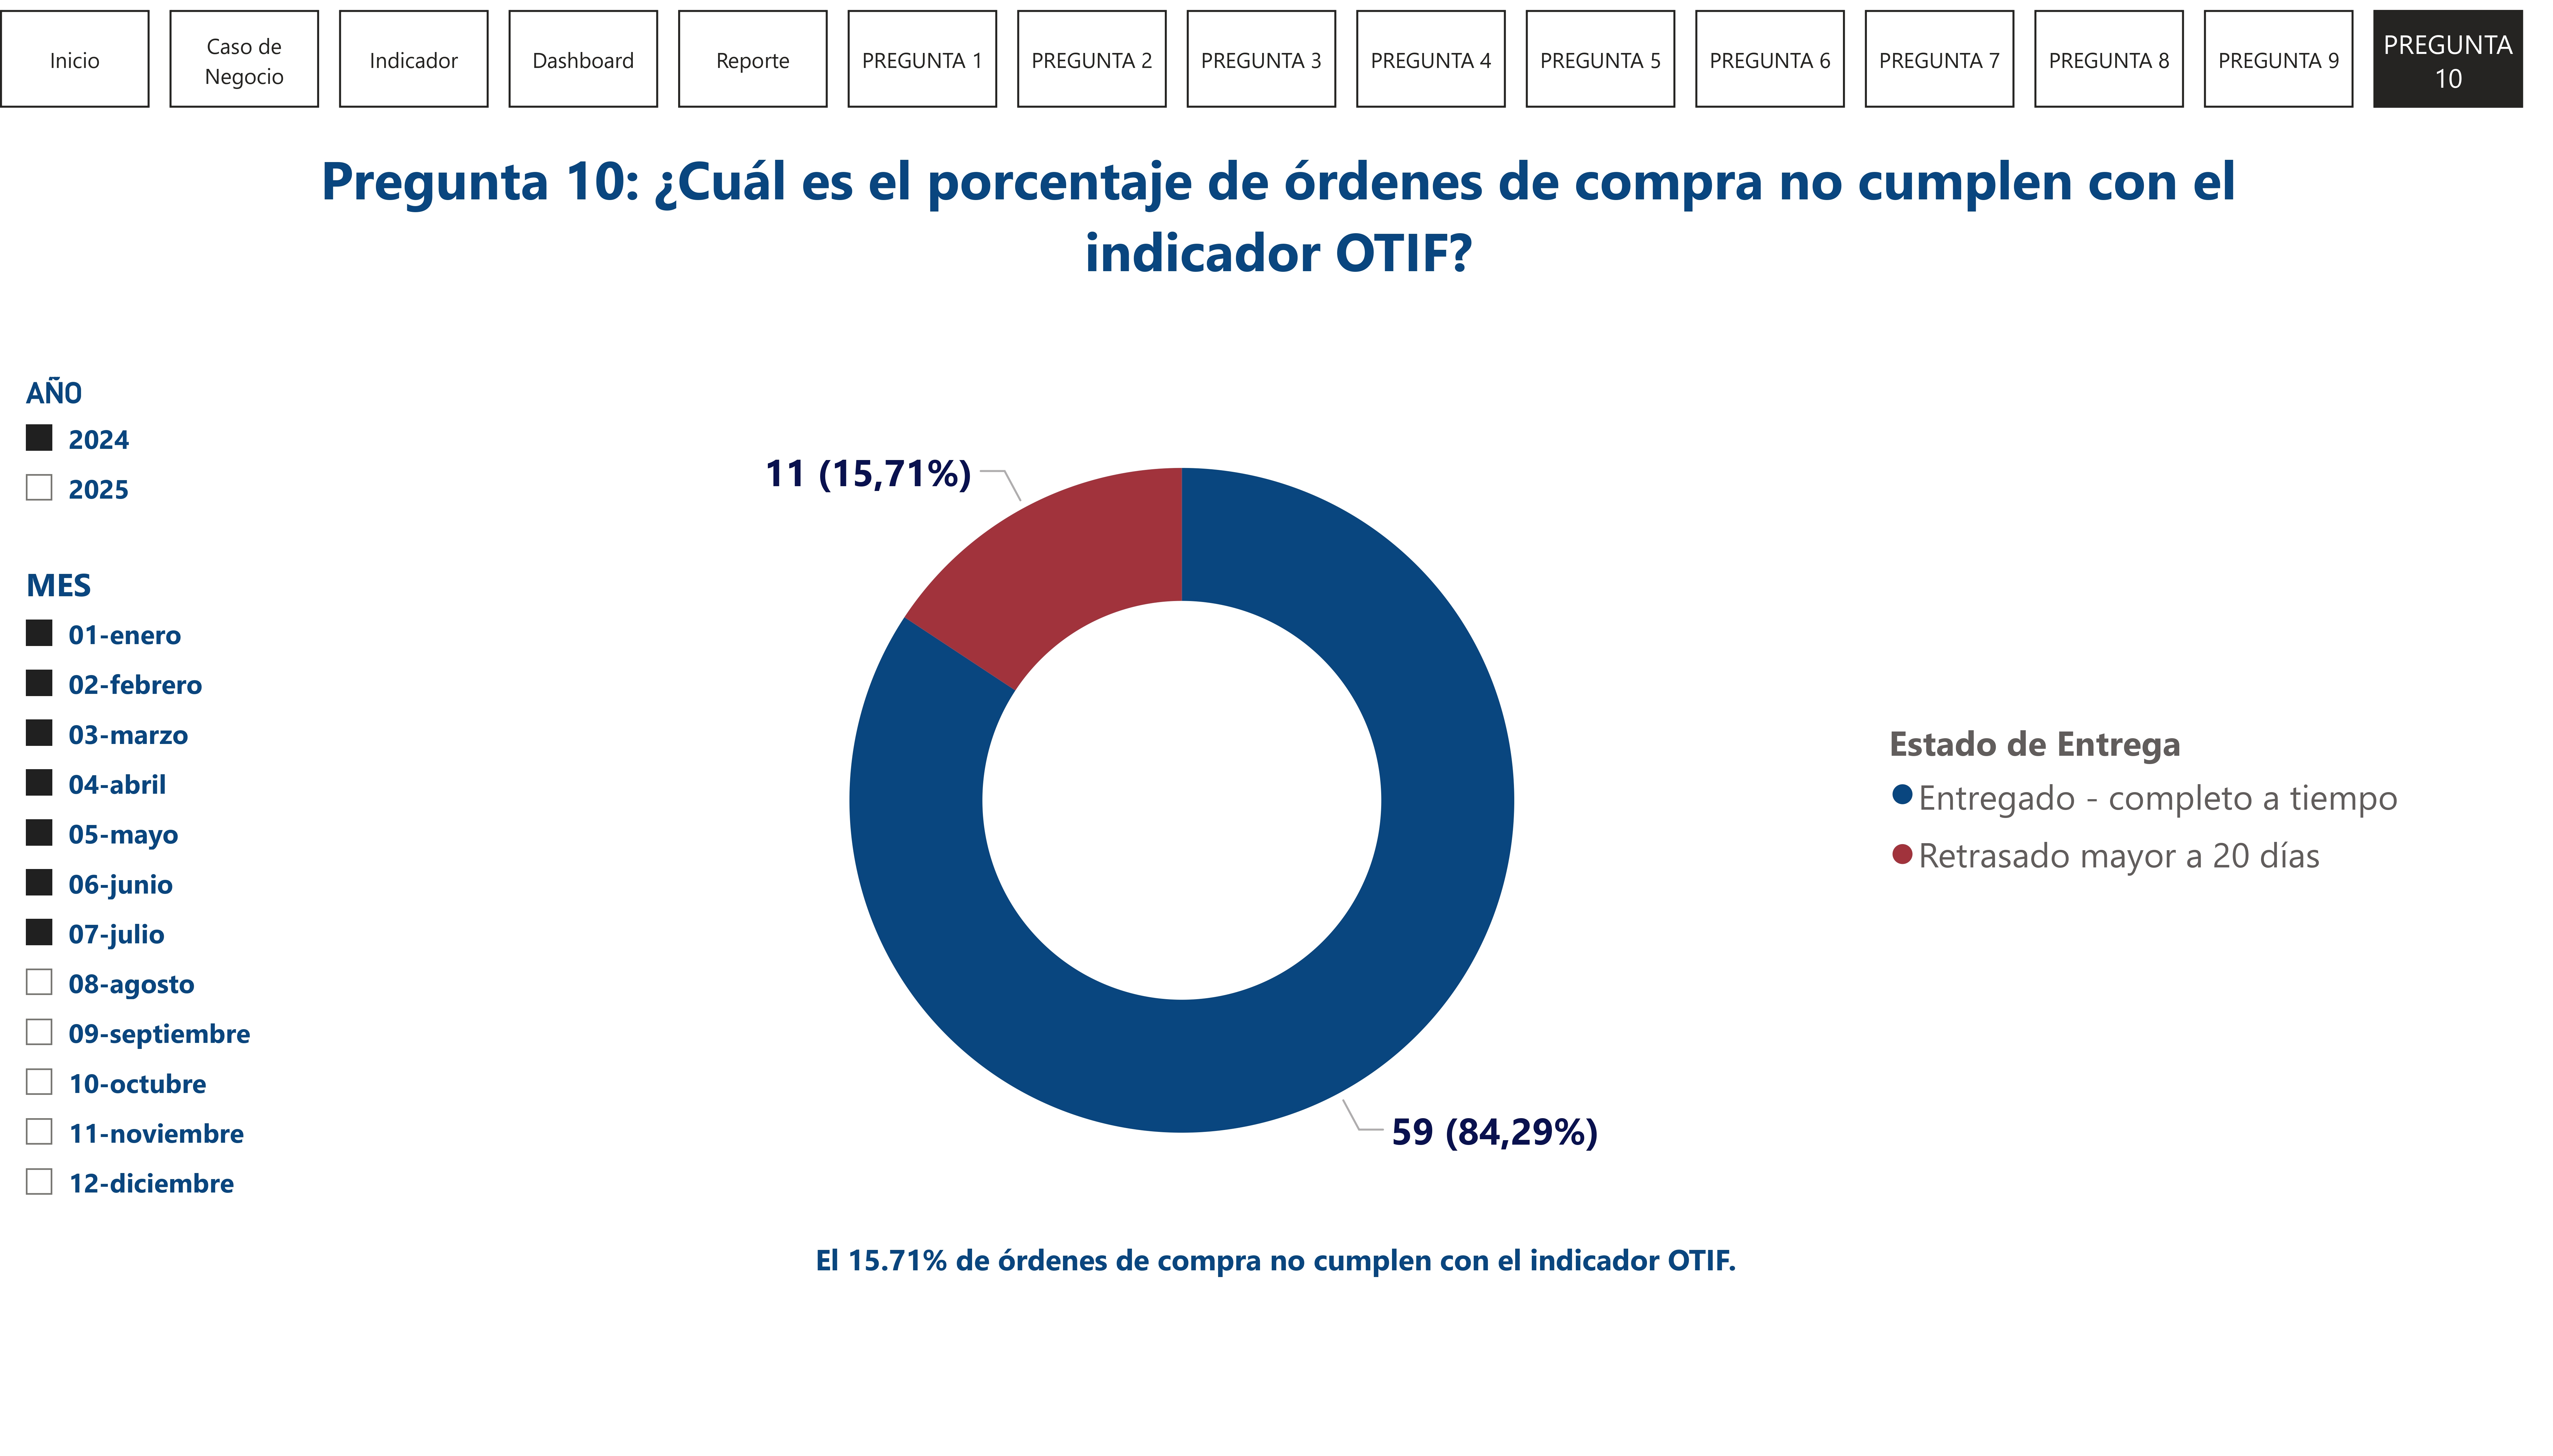 Inicio
Caso de
Negocio
Indicador
Dashboard
Reporte
PREGUNTA 1
PREGUNTA 2
PREGUNTA 3
PREGUNTA 4
PREGUNTA 5
PREGUNTA 6
PREGUNTA 7
PREGUNTA 8
PREGUNTA 9
PREGUNTA
10
Pregunta 10: ¿Cuál es el porcentaje de órdenes de compra no cumplen con el
indicador OTIF?
AÑO
2024
2025
MES
01-enero
02-febrero
03-marzo
04-abril
05-mayo
06-junio
07-julio
08-agosto
09-septiembre
10-octubre
11-noviembre
12-diciembre
11 (15,71%)
59 (84,29%)
Estado de Entrega
Entregado - completo a tiempo
Retrasado mayor a 20 días
El 15.71% de órdenes de compra no cumplen con el indicador OTIF.